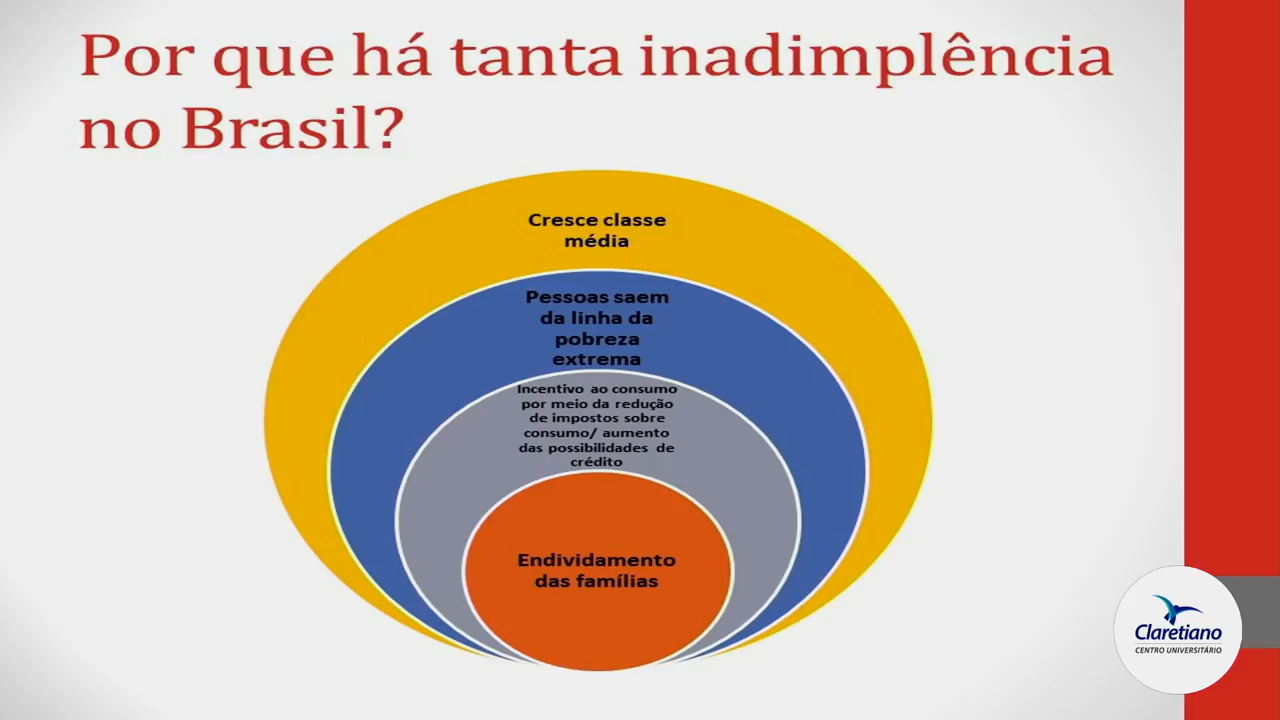 Por que há tanta inadimplência
no Brasil?
Cresce classe
média
Pessoas saem
da linha da
pobreza
extrema
Incentivo ao consumo
por meio da redução
de impostos sobre
consumo/ aumento
das possibilidades de
crédito
Endividamento
das famílias
Claretiano
CENTRO UNIVERSITÁRIO